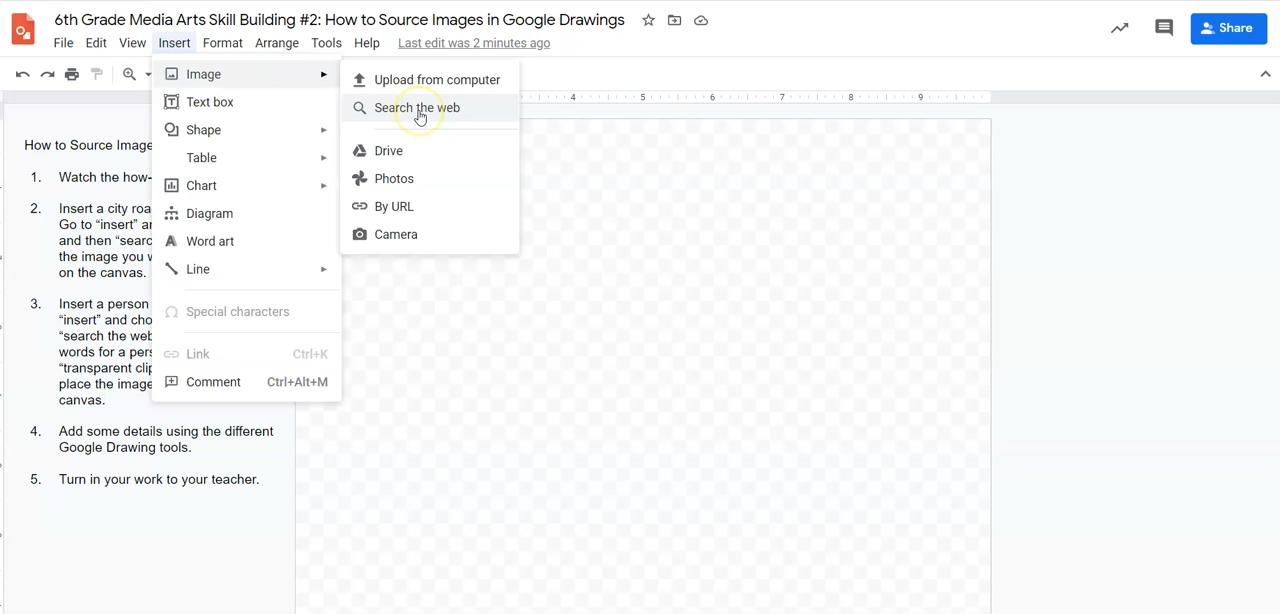 6th Grade Media Arts Skill Building #2: How to Source Images in Google Drawings
File Edit View Insert Format Arrange Tools Help Last edit was 2 minutes ago
Share
Image
Text box
Shape
Table
Chart
Diagram
Word art
Line
Special characters
Link Ctrl+K
Comment Ctrl+Alt+M
Upload from computer
Search the web
Drive
Photos
By URL
Camera
4 5 6 7 8 9
How to Source Image
1. Watch the how-
2. Insert a city roa
Go to “insert” ar
and then “searc
the image you
on the canvas.
3. Insert a person
“insert” and cho
“search the web
words for a pers
“transparent clip
place the image
canvas.
4. Add some details using the different
Google Drawing tools.
5. Turn in your work to your teacher.